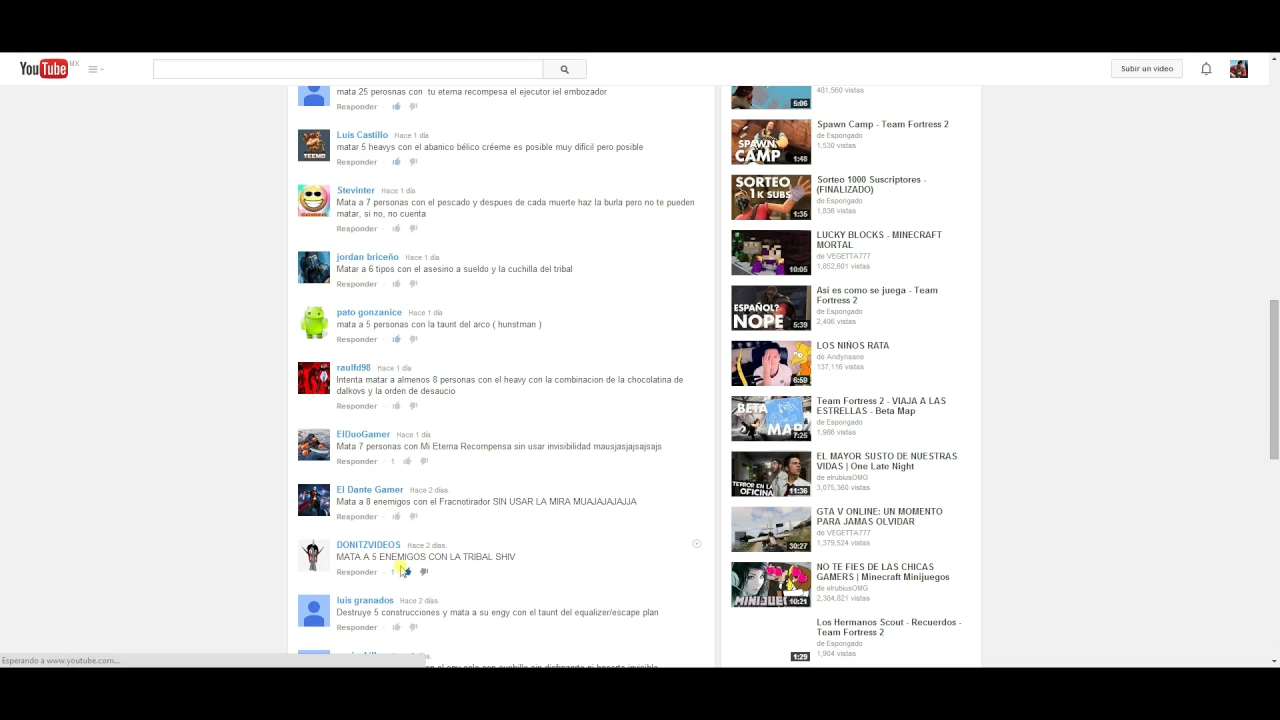 YouTube MX
Subir un video
mata 25 perosnas con tu eterna recompesa el ejecutor iel embozador
Responder
Luis Castillo Hace 1 día
matar 5 heavys con el abanico bélico créeme es posible muy difícil pero posible
Responder
Stevinter Hace 1 día
Mata a 7 personas con el pescado y despues de cada muerte haz la burla pero no te pueden
matar, si no, no cuenta
Responder
jordan briceño Hace 1 día
Matar a 6 tipos con el asesino a sueldo y la cuchilla del tribal
Responder
pato gonzanice Hace 1 día
mata a 5 personas con la taunt del arco ( hunstman )
Responder
raulfd98 Hace 1 día
Intenta matar a almenos 8 personas con el heavy con la combinacion de la chocolatina de
dalkovs y la orden de desaucio
Responder
ElDuoGamer Hace 1 día
Mata 7 personas con Mi Eterna Recompensa sin usar invisibilidad mausjasjajsajsajs
Responder 1
El Dante Gamer Hace 2 días.
Mata a 8 enemigos con el Fracnotirador SIN USAR LA MIRA MUAJAJAJAJJA
Responder
DONITZVIDEOS Hace 2 días.
MATA A 5 ENEMIGOS CON LA TRIBAL SHIV
Responder 1
luis granados Hace 2 días.
Destruye 5 construcciones y mata a su engy con el taunt del equalizer/escape plan
Responder
Esperando a www.youtube.com...
481,560 vistas
5:06
Spawn Camp - Team Fortress 2
de Espongado
1,530 vistas
SPAWN
CAMP
1:48
Sorteo 1000 Suscriptores -
(FINALIZADO)
de Espongado
1,836 vistas
SORTEO
1K SUBS
1:35
LUCKY BLOCKS - MINECRAFT
MORTAL
de VEGETTA777
1,852,601 vistas
10:05
Así es como se juega - Team
Fortress 2
de Espongado
2,406 vistas
ESPAÑOL?
NOPE
5:39
LOS NIÑOS RATA
de Andynsane
137,116 vistas
6:59
Team Fortress 2 - VIAJA A LAS
ESTRELLAS - Beta Map
de Espongado
1,986 vistas
BETA
MAP
7:25
EL MAYOR SUSTO DE NUESTRAS
VIDAS | One Late Night
de elrubiusOMG
3,075,360 vistas
TERROR EN LA
OFICINA
11:36
GTA V ONLINE: UN MOMENTO
PARA JAMAS OLVIDAR
de VEGETTA777
1,379,524 vistas
30:27
NO TE FIES DE LAS CHICAS
GAMERS | Minecraft Minijuegos
de elrubiusOMG
2,384,821 vistas
10:21
Los Hermanos Scout - Recuerdos -
Team Fortress 2
de Espongado
1,904 vistas
1:29